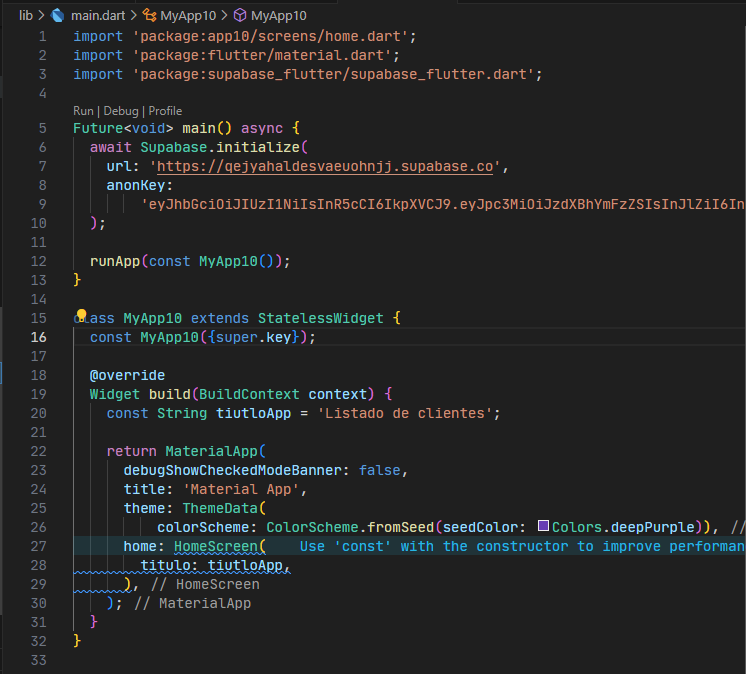 lib > main.dart > MyApp10 > MyApp10
1 import 'package:app10/screens/home.dart';
2 import 'package:flutter/material.dart';
3 import 'package:supabase_flutter/supabase_flutter.dart';
4
Run | Debug | Profile
5 Future<void> main() async {
6 await Supabase.initialize(
7 url: 'https://qejyahaldesvaeuohnjj.supabase.co',
8 anonKey:
9 'eyJhbGciOiJIUzI1NiIsInR5cCI6IkpXVCJ9.eyJpc3MiOiJzdXBhYmFzZSIsInJlZiI6In
10 );
11
12 runApp(const MyApp10());
13 }
14
15 class MyApp10 extends StatelessWidget {
16 const MyApp10({super.key});
17
18 @override
19 Widget build(BuildContext context) {
20 const String tiutloApp = 'Listado de clientes';
21
22 return MaterialApp(
23 debugShowCheckedModeBanner: false,
24 title: 'Material App',
25 theme: ThemeData(
26 colorScheme: ColorScheme.fromSeed(seedColor: Colors.deepPurple)), //
27 home: HomeScreen( Use 'const' with the constructor to improve performan
28 titulo: tiutloApp,
29 ), // HomeScreen
30 ); // MaterialApp
31 }
32 }
33